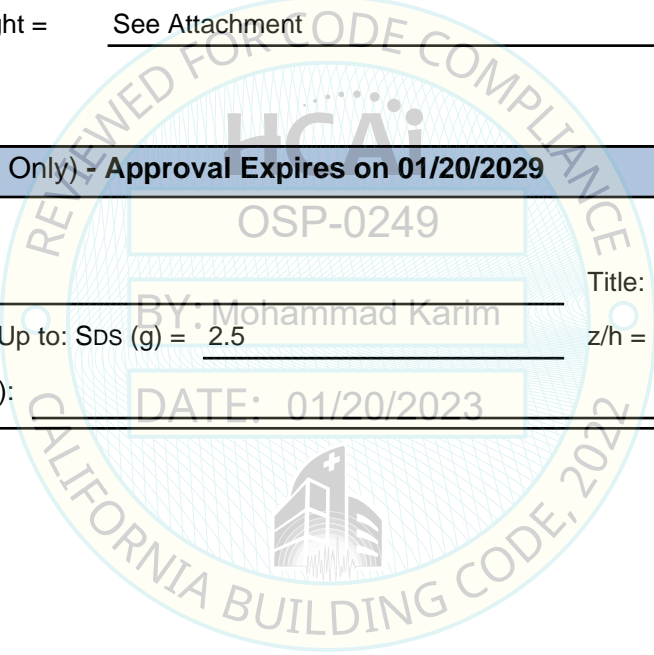 ght = See Attachment
REVIEWED FOR CODE COMPLIANCE
HCAi
Only) - Approval Expires on 01/20/2029
OSP-0249
Title:
BY: Mohammad Karim
Up to: SDS (g) = 2.5 z/h =
):
DATE: 01/20/2023
CALIFORNIA BUILDING CODE, 2022